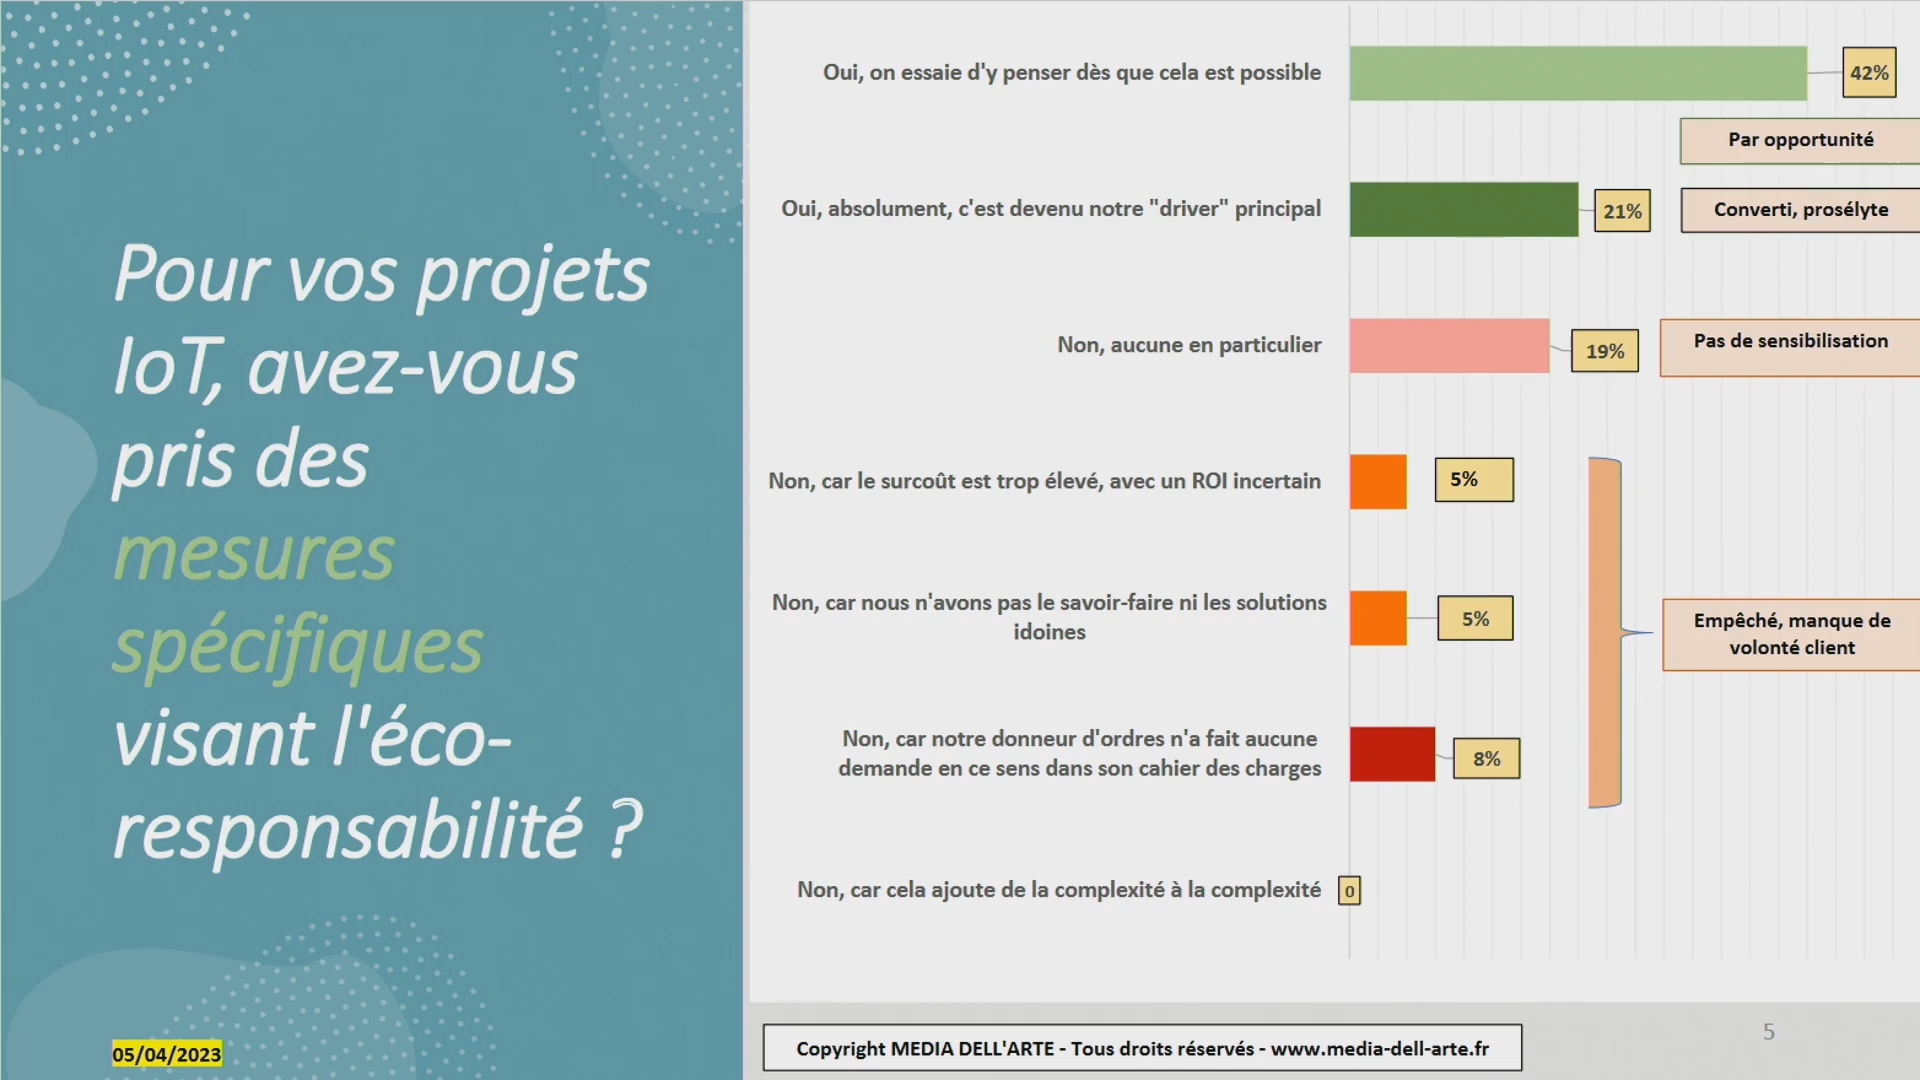 Pour vos projets
IoT, avez-vous
pris des
mesures
spécifiques
visant l'éco-
responsabilité ?
05/04/2023
Oui, on essaie d'y penser dès que cela est possible
42%
Par opportunité
Oui, absolument, c'est devenu notre "driver" principal
21%
Converti, prosélyte
Non, aucune en particulier
19%
Pas de sensibilisation
Non, car le surcoût est trop élevé, avec un ROI incertain
5%
Non, car nous n'avons pas le savoir-faire ni les solutions
idoines
5%
Empêché, manque de
volonté client
Non, car notre donneur d'ordres n'a fait aucune
demande en ce sens dans son cahier des charges
8%
Non, car cela ajoute de la complexité à la complexité
0
Copyright MEDIA DELL'ARTE - Tous droits réservés - www.media-dell-arte.fr
5